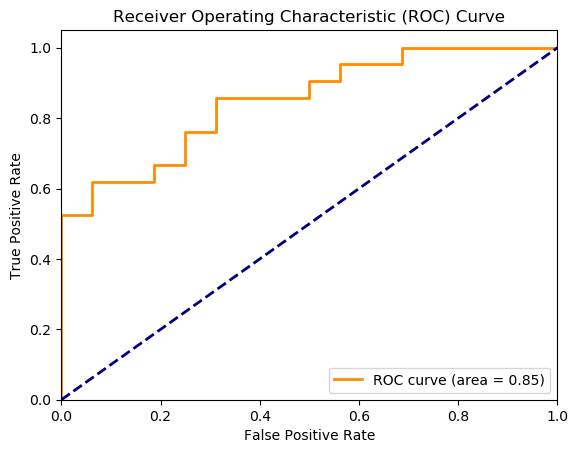 Receiver Operating Characteristic (ROC) Curve
1.0
0.8
0.6
0.4
0.2
0.0
True Positive Rate
ROC curve (area = 0.85)
0.0 0.2 0.4 0.6 0.8 1.0
False Positive Rate